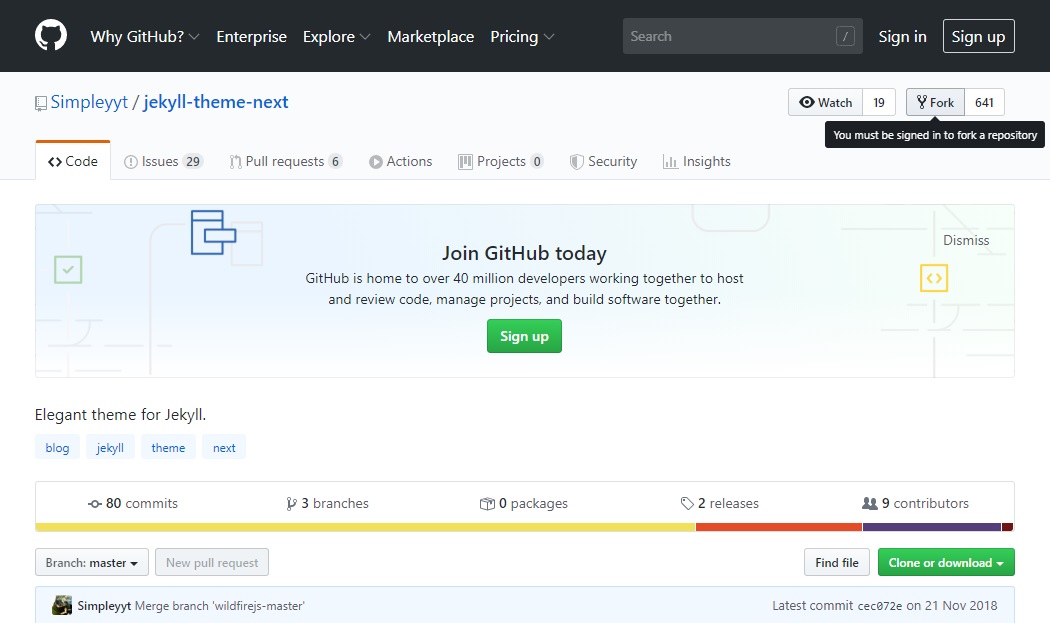 Why GitHub? Enterprise Explore Marketplace Pricing Search / Sign in Sign up
Simpleyyt / jekyll-theme-next Watch 19 Fork 641
You must be signed in to fork a repository
Code Issues 29 Pull requests 6 Actions Projects 0 Security Insights
Dismiss
Join GitHub today
GitHub is home to over 40 million developers working together to host
and review code, manage projects, and build software together.
Sign up
Elegant theme for Jekyll.
blog jekyll theme next
80 commits 3 branches 0 packages 2 releases 9 contributors
Branch: master New pull request Find file Clone or download
Simpleyyt Merge branch 'wildfirejs-master' Latest commit cec072e on 21 Nov 2018